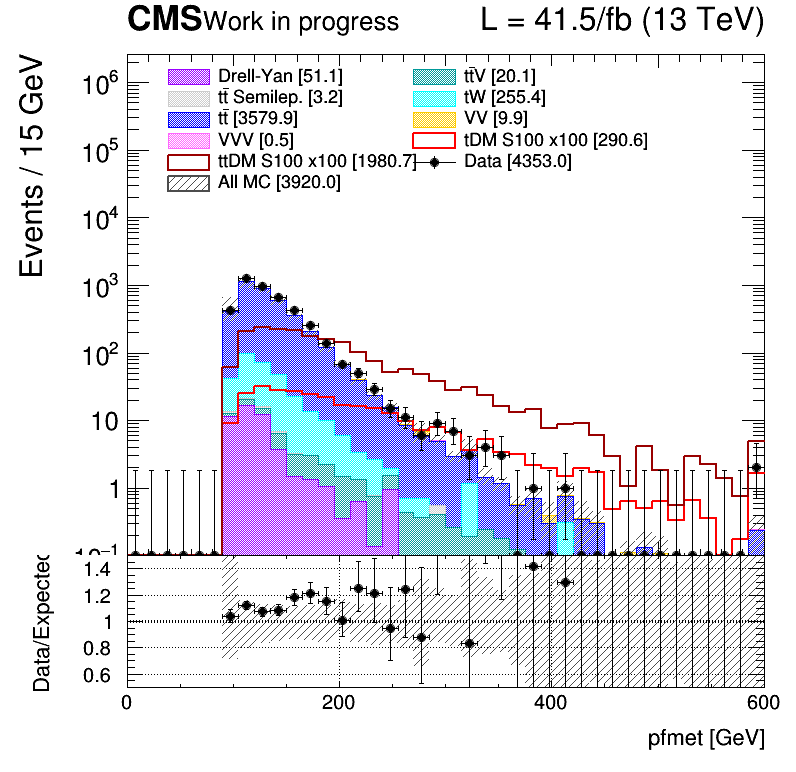 CMS Work in progress L = 41.5/fb (13 TeV)
Events / 15 GeV
10⁶
10⁵
10⁴
10³
10²
10
1
10⁻¹
Drell-Yan [51.1] tt̄V [20.1]
tt̄ Semilep. [3.2] tW [255.4]
tt̄ [3579.9] VV [9.9]
VVV [0.5] tDM S100 x100 [290.6]
ttDM S100 x100 [1980.7] Data [4353.0]
All MC [3920.0]
Data/Expected
1.4
1.2
1
0.8
0.6
0 200 400 600
pfmet [GeV]